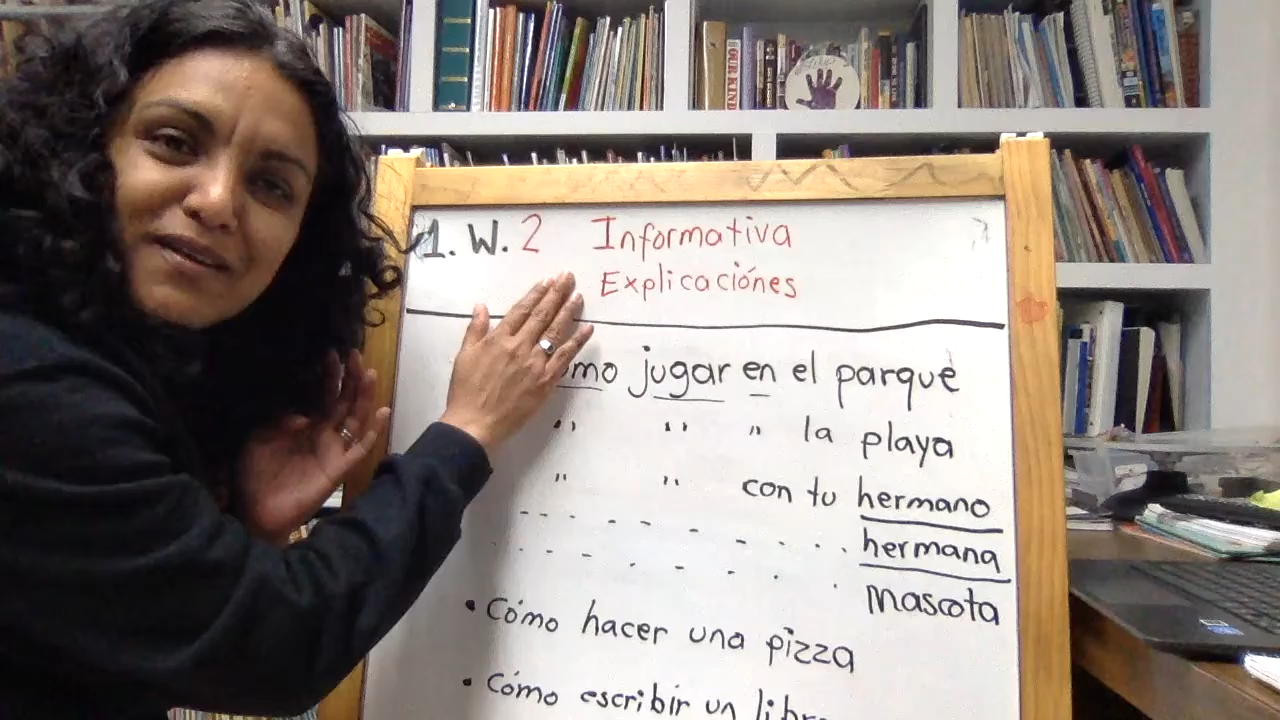 1. W. 2 Informativa
Explicaciónes
jugar en el parque
" " " la playa
" " con tu hermano
hermana
mascota
• Cómo hacer una pizza
• Cómo escribir un
OUR KIND